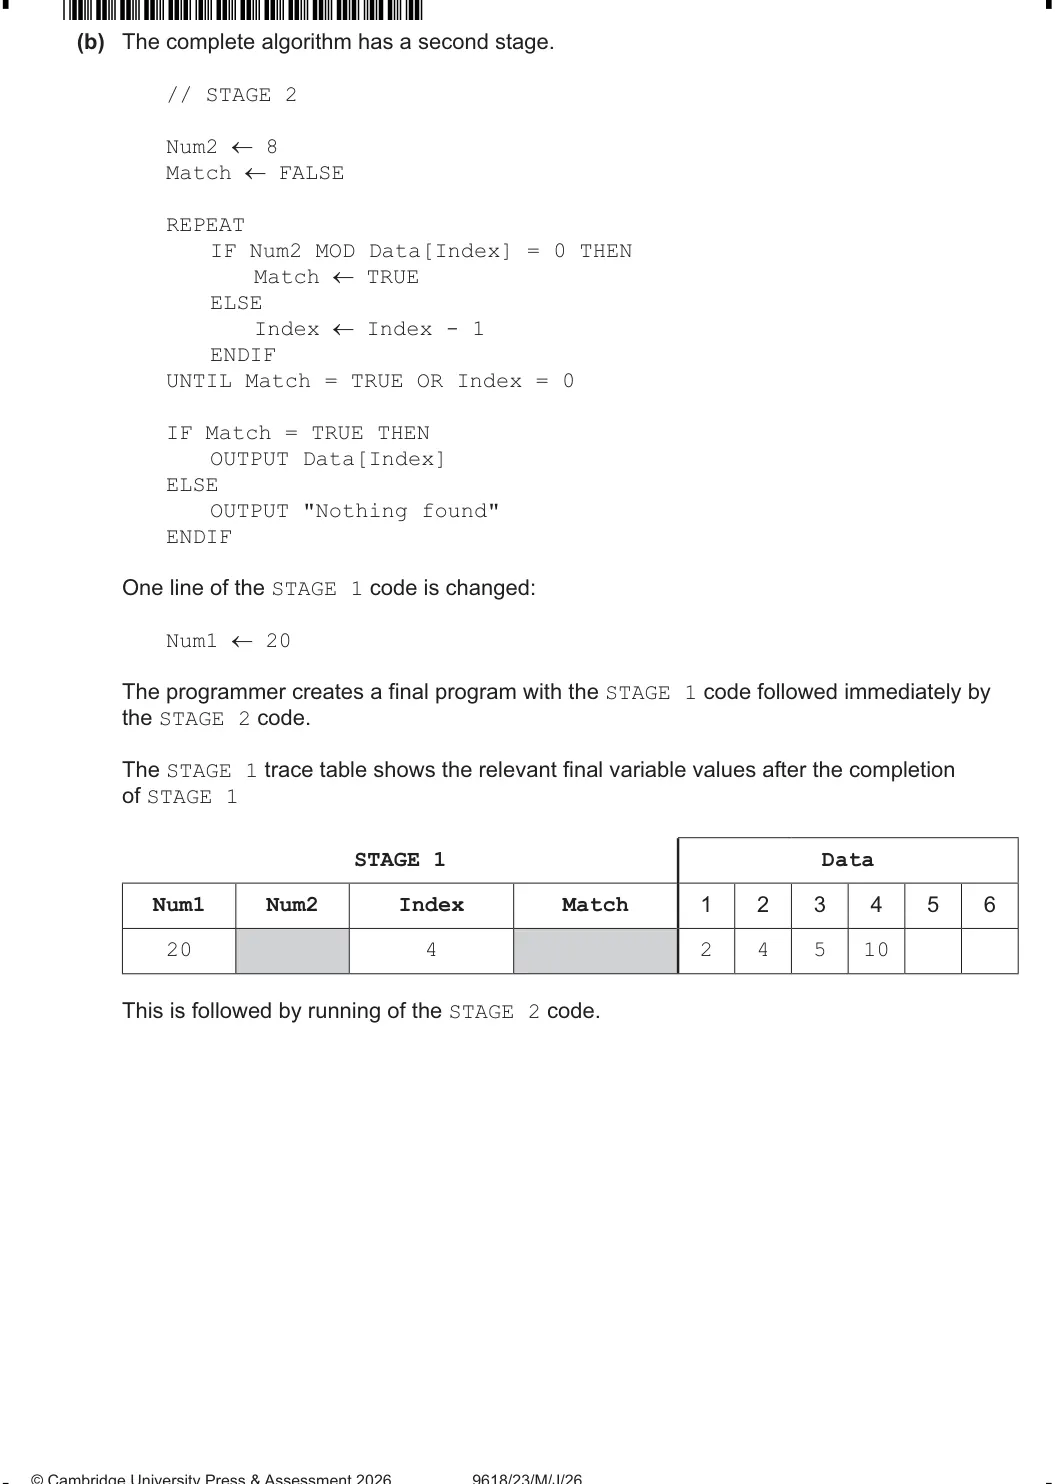 (b) The complete algorithm has a second stage.
// STAGE 2
Num2 ← 8
Match ← FALSE
REPEAT
IF Num2 MOD Data[Index] = 0 THEN
Match ← TRUE
ELSE
Index ← Index - 1
ENDIF
UNTIL Match = TRUE OR Index = 0
IF Match = TRUE THEN
OUTPUT Data[Index]
ELSE
OUTPUT "Nothing found"
ENDIF
One line of the STAGE 1 code is changed:
Num1 ← 20
The programmer creates a final program with the STAGE 1 code followed immediately by
the STAGE 2 code.
The STAGE 1 trace table shows the relevant final variable values after the completion
of STAGE 1
STAGE 1 Data
Num1 Num2 Index Match 1 2 3 4 5 6
20 4 2 4 5 10
This is followed by running of the STAGE 2 code.
© Cambridge University Press & Assessment 2026 9618/23/M/J/26